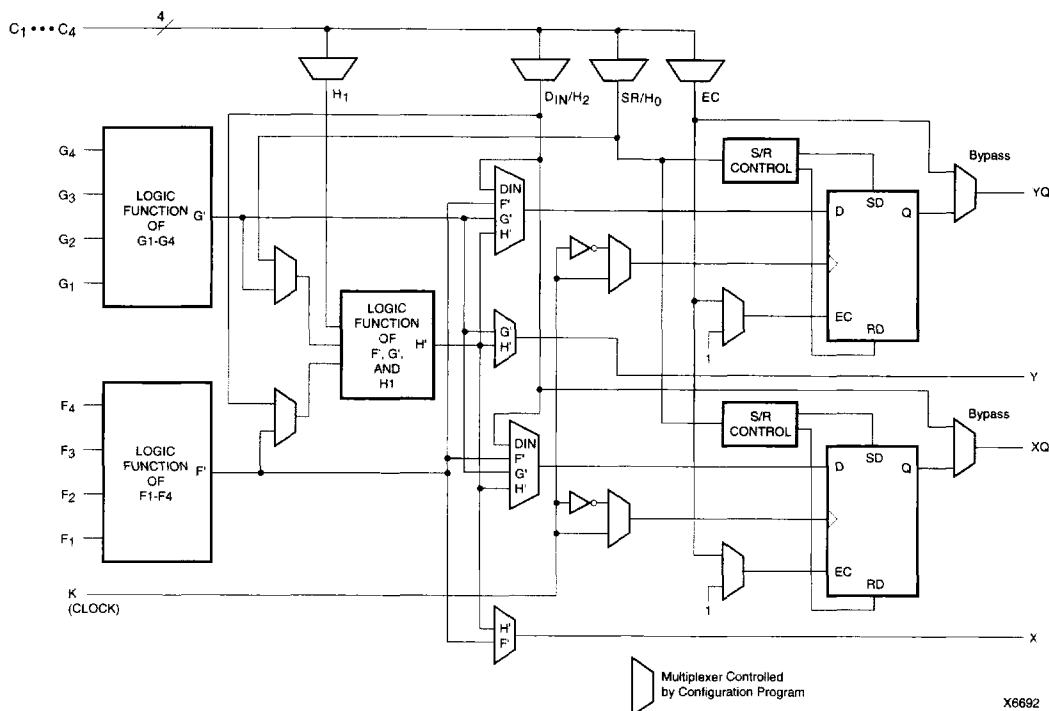 C1 ••• C4
4
H1
DIN/H2
SR/H0
EC
G4
G3
G2
G1
LOGIC
FUNCTION
OF
G1-G4
G'
DIN
F'
G'
H'
S/R
CONTROL
D
SD
Q
EC
RD
1
Bypass
YQ
LOGIC
FUNCTION
OF
F', G',
AND
H1
H'
G'
H'
Y
F4
F3
F2
F1
LOGIC
FUNCTION
OF
F1-F4
F'
DIN
F'
G'
H'
S/R
CONTROL
D
SD
Q
EC
RD
1
Bypass
XQ
K
(CLOCK)
H'
F'
X
Multiplexer Controlled
by Configuration Program
X6692